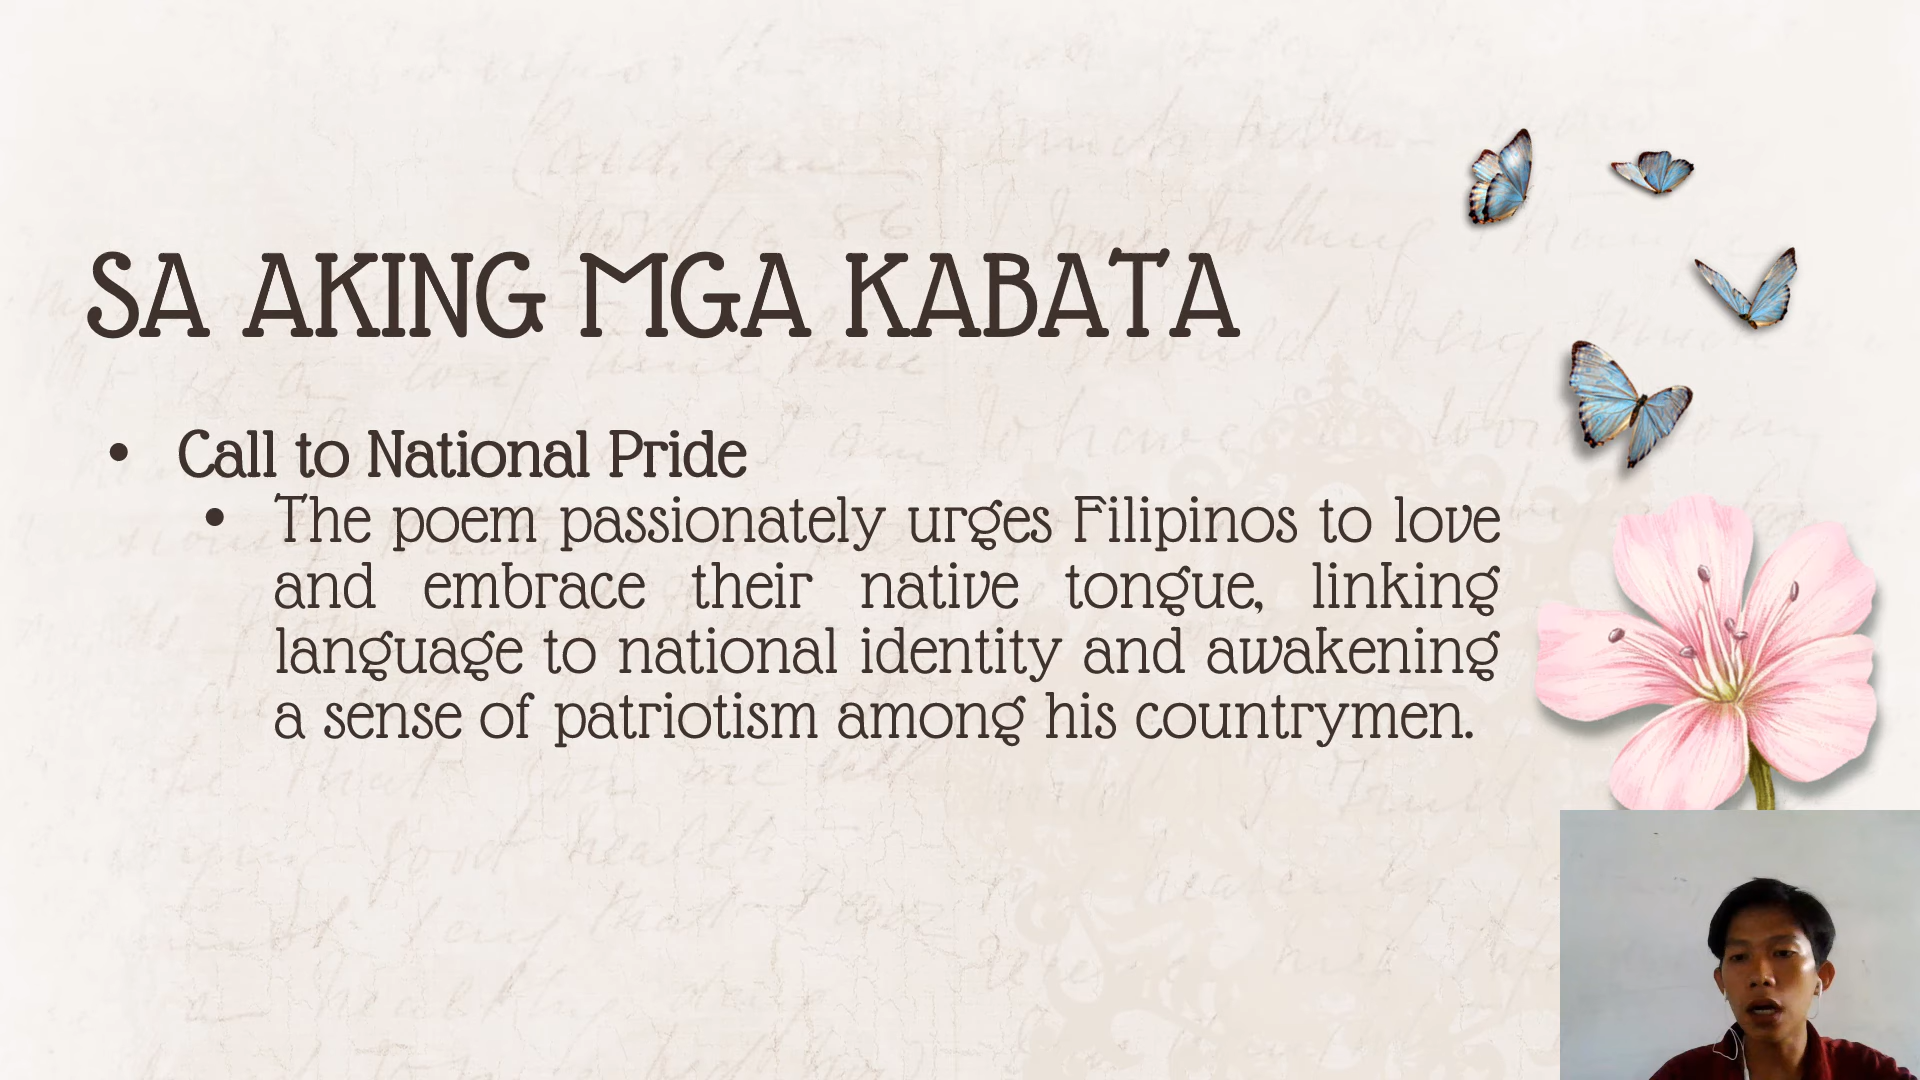 SA AKING MGA KABATA
• Call to National Pride
• The poem passionately urges Filipinos to love
and embrace their native tongue, linking
language to national identity and awakening
a sense of patriotism among his countrymen.